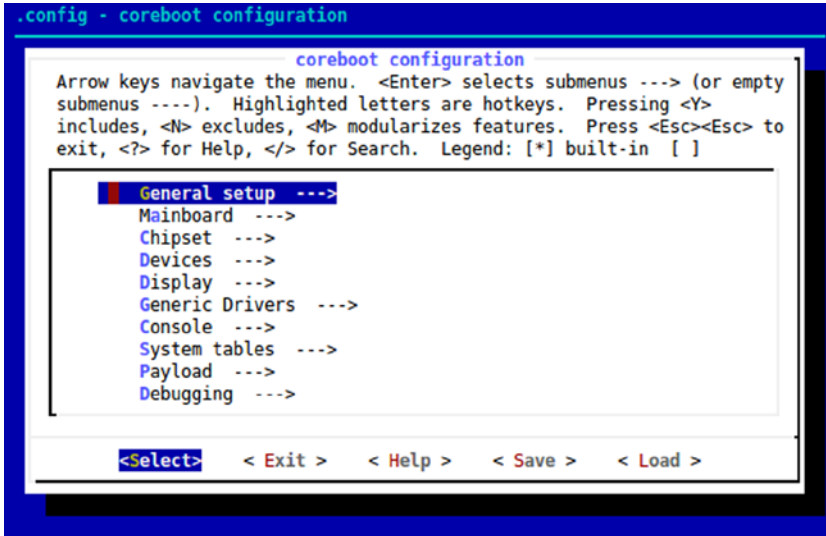 .config - coreboot configuration
coreboot configuration
Arrow keys navigate the menu.  <Enter> selects submenus ---> (or empty
submenus ----).  Highlighted letters are hotkeys.  Pressing <Y>
includes, <N> excludes, <M> modularizes features.  Press <Esc><Esc> to
exit, <?> for Help, </> for Search.  Legend: [*] built-in  [ ]
General setup  --->
Mainboard  --->
Chipset  --->
Devices  --->
Display  --->
Generic Drivers  --->
Console  --->
System tables  --->
Payload  --->
Debugging  --->
<Select>    < Exit >    < Help >    < Save >    < Load >